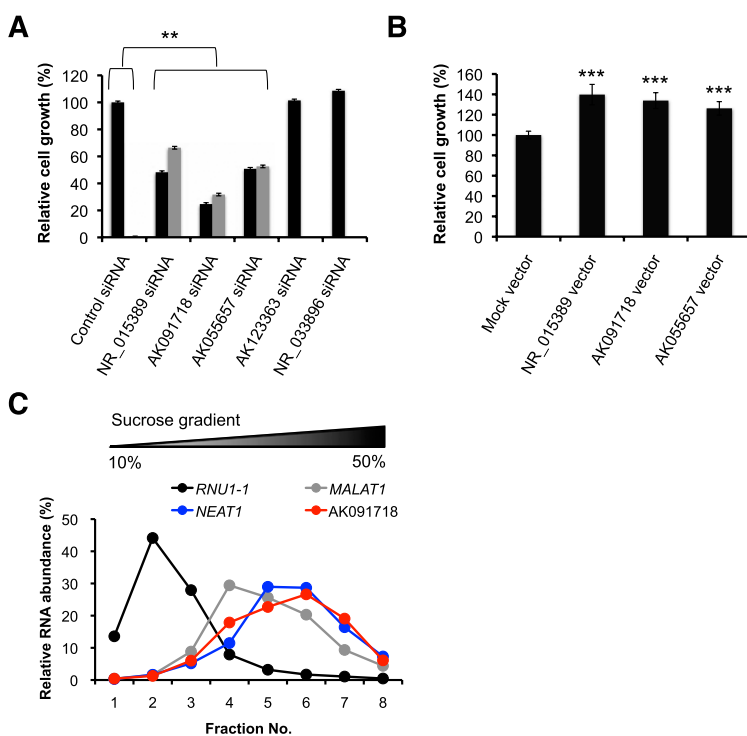 A
B
**
Relative cell growth (%)
120
100
80
60
40
20
0
Control siRNA
NR_015389 siRNA
AK091718 siRNA
AK055657 siRNA
AK123363 siRNA
NR_033896 siRNA
Relative cell growth (%)
160
140
120
100
80
60
40
20
0
***
***
***
Mock vector
NR_015389 vector
AK091718 vector
AK055657 vector
C
Sucrose gradient
10%
50%
RNU1-1
MALAT1
NEAT1
AK091718
Relative RNA abundance (%)
50
40
30
20
10
0
1 2 3 4 5 6 7 8
Fraction No.